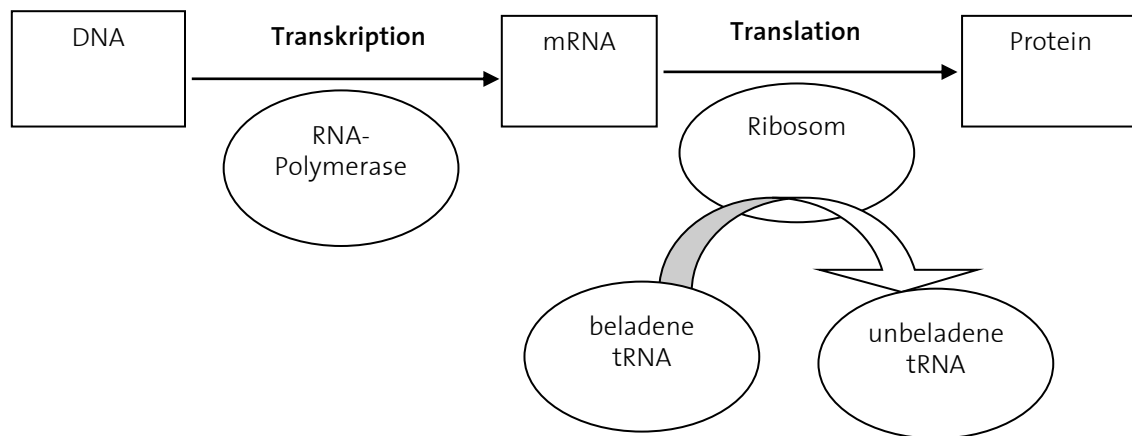 DNA
Transkription
mRNA
Translation
Protein
RNA-
Polymerase
Ribosom
beladene
tRNA
unbeladene
tRNA